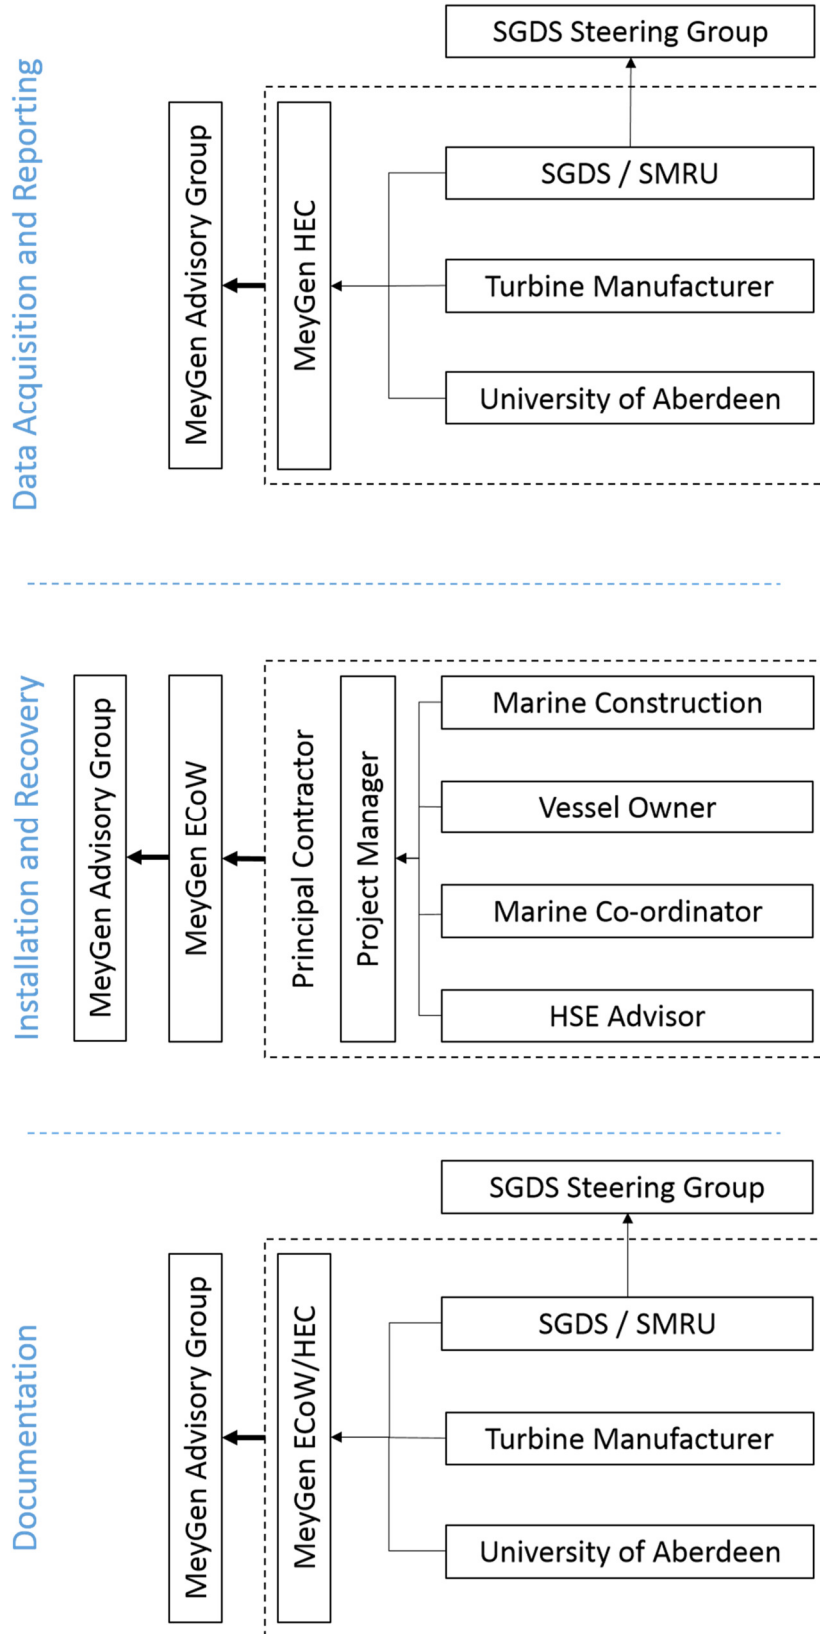 Data Acquisition and Reporting
MeyGen Advisory Group
MeyGen HEC
SGDS Steering Group
SGDS / SMRU
Turbine Manufacturer
University of Aberdeen
Installation and Recovery
MeyGen Advisory Group
MeyGen ECoW
Principal Contractor
Project Manager
Marine Construction
Vessel Owner
Marine Co-ordinator
HSE Advisor
Documentation
MeyGen Advisory Group
MeyGen ECoW/HEC
SGDS Steering Group
SGDS / SMRU
Turbine Manufacturer
University of Aberdeen